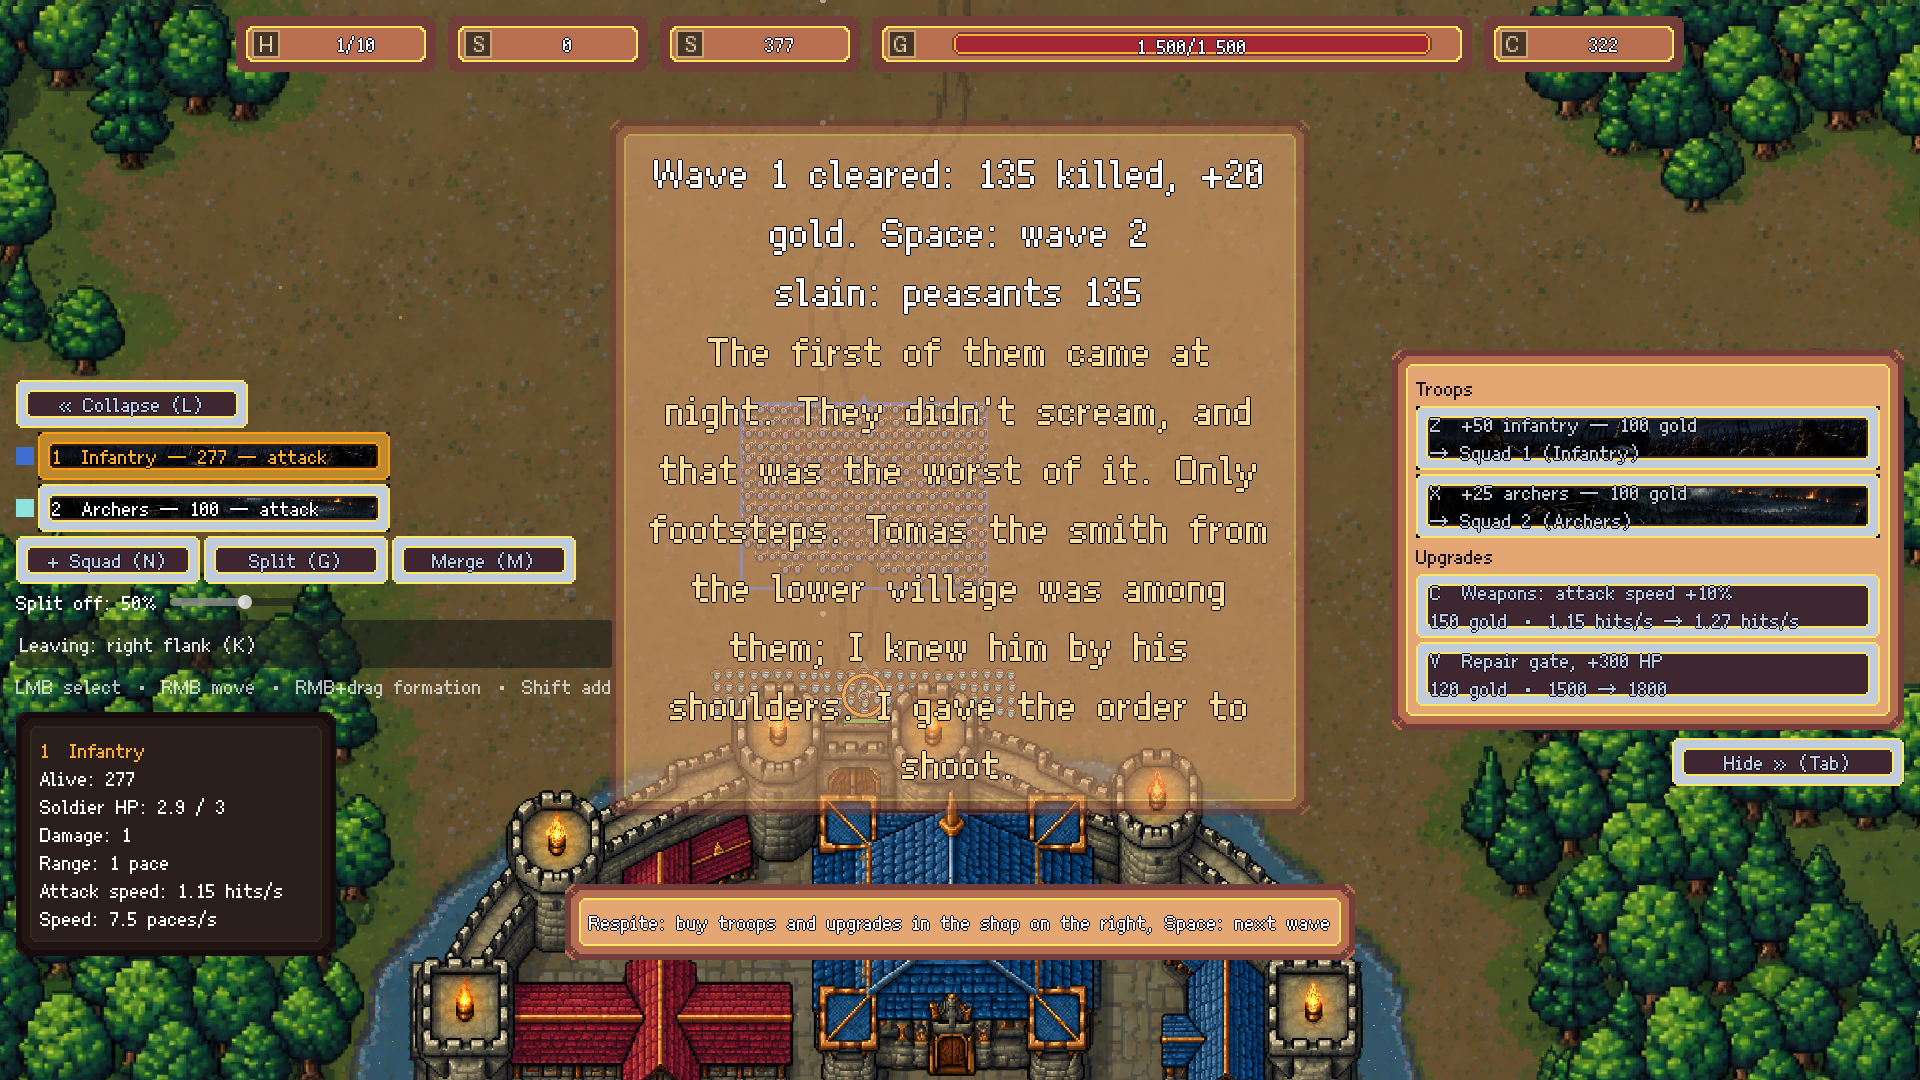 H 1/10
S 0
S 377
G 1 500/1 500
C 322
Wave 1 cleared: 135 killed, +20
gold. Space: wave 2
slain: peasants 135
The first of them came at
night. They didn't scream, and
that was the worst of it. Only
footsteps. Tomas the smith from
the lower village was among
them; I knew him by his
shoulders. I gave the order to
shoot.
« Collapse (L)
1 Infantry — 277 — attack
2 Archers — 100 — attack
+ Squad (N)
Split (G)
Merge (M)
Split off: 50%
Leaving: right flank (K)
LMB select · RMB move · RMB+drag formation · Shift add
1 Infantry
Alive: 277
Soldier HP: 2.9 / 3
Damage: 1
Range: 1 pace
Attack speed: 1.15 hits/s
Speed: 7.5 paces/s
Troops
Z +50 infantry — 100 gold
→ Squad 1 (Infantry)
X +25 archers — 100 gold
→ Squad 2 (Archers)
Upgrades
C Weapons: attack speed +10%
150 gold · 1.15 hits/s → 1.27 hits/s
V Repair gate, +300 HP
120 gold · 1500 → 1800
Hide » (Tab)
Respite: buy troops and upgrades in the shop on the right, Space: next wave